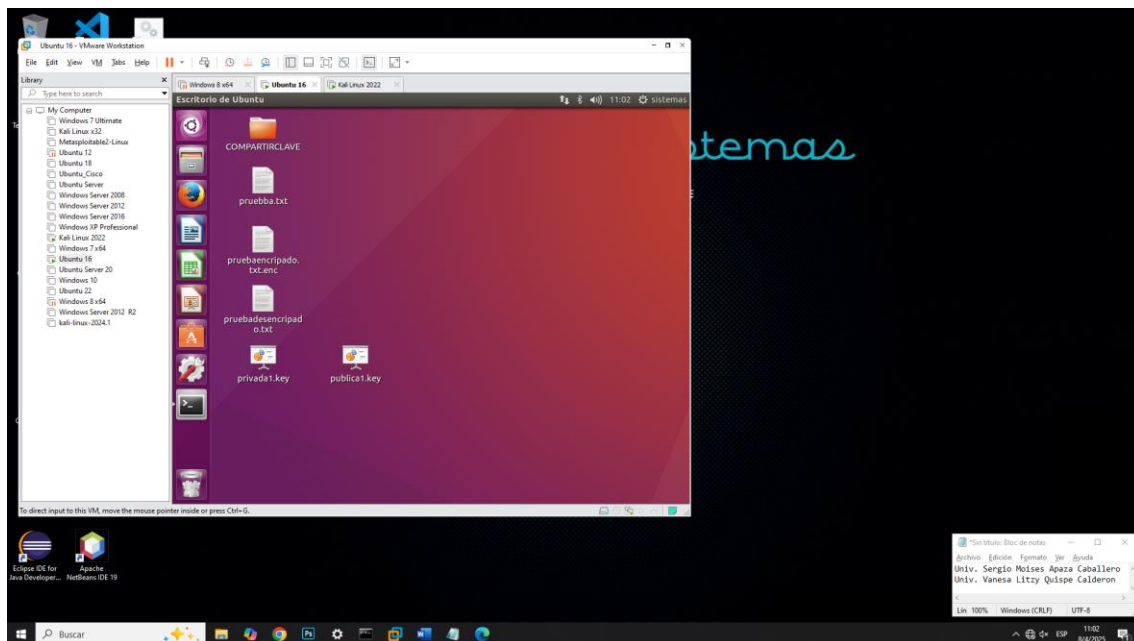 Ubuntu 16 - VMware Workstation
File Edit View VM Tabs Help
Library
Type here to search
My Computer
Windows 7 Ultimate
Kali Linux x32
Metasploitable2-Linux
Ubuntu 12
Ubuntu 18
Ubuntu_Cisco
Ubuntu Server
Windows Server 2008
Windows Server 2012
Windows Server 2016
Windows XP Professional
Kali Linux 2022
Windows 7 x64
Ubuntu 16
Ubuntu Server 20
Windows 10
Ubuntu 22
Windows 8 x64
Windows Server 2012 R2
kali-linux-2024.1
Windows 8 x64
Ubuntu 16
Kali Linux 2022
Escritorio de Ubuntu
11:02 sistemas
COMPARTIRCLAVE
pruebba.txt
pruebaencripado.
txt.enc
pruebadesencripad
o.txt
privada1.key
publica1.key
stemas
To direct input to this VM, move the mouse pointer inside or press Ctrl+G.
Eclipse IDE for
Java Developer...
Apache
NetBeans IDE 19
*Sin título: Bloc de notas
Archivo Edición Formato Ver Ayuda
Univ. Sergio Moises Apaza Caballero
Univ. Vanesa Litzy Quispe Calderon
Lín 100% Windows (CRLF) UTF-8
Buscar
ESP
11:02
8/4/2025